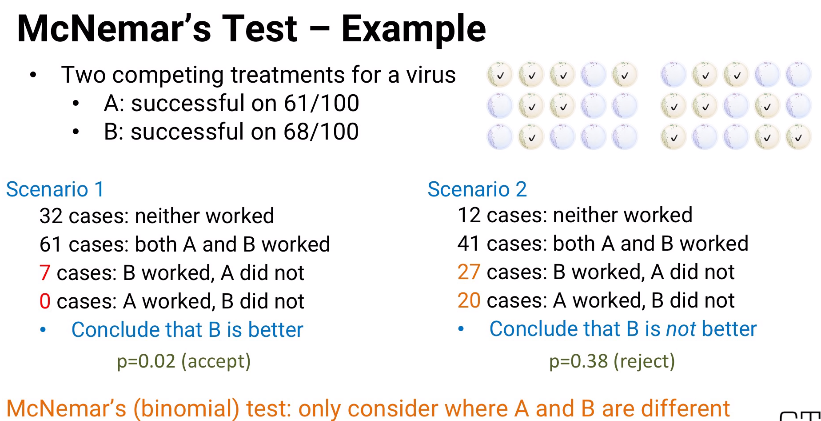 McNemar's Test – Example
• Two competing treatments for a virus
• A: successful on 61/100
• B: successful on 68/100
Scenario 1
32 cases: neither worked
61 cases: both A and B worked
7 cases: B worked, A did not
0 cases: A worked, B did not
• Conclude that B is better
p=0.02 (accept)
Scenario 2
12 cases: neither worked
41 cases: both A and B worked
27 cases: B worked, A did not
20 cases: A worked, B did not
• Conclude that B is not better
p=0.38 (reject)
McNemar's (binomial) test: only consider where A and B are different